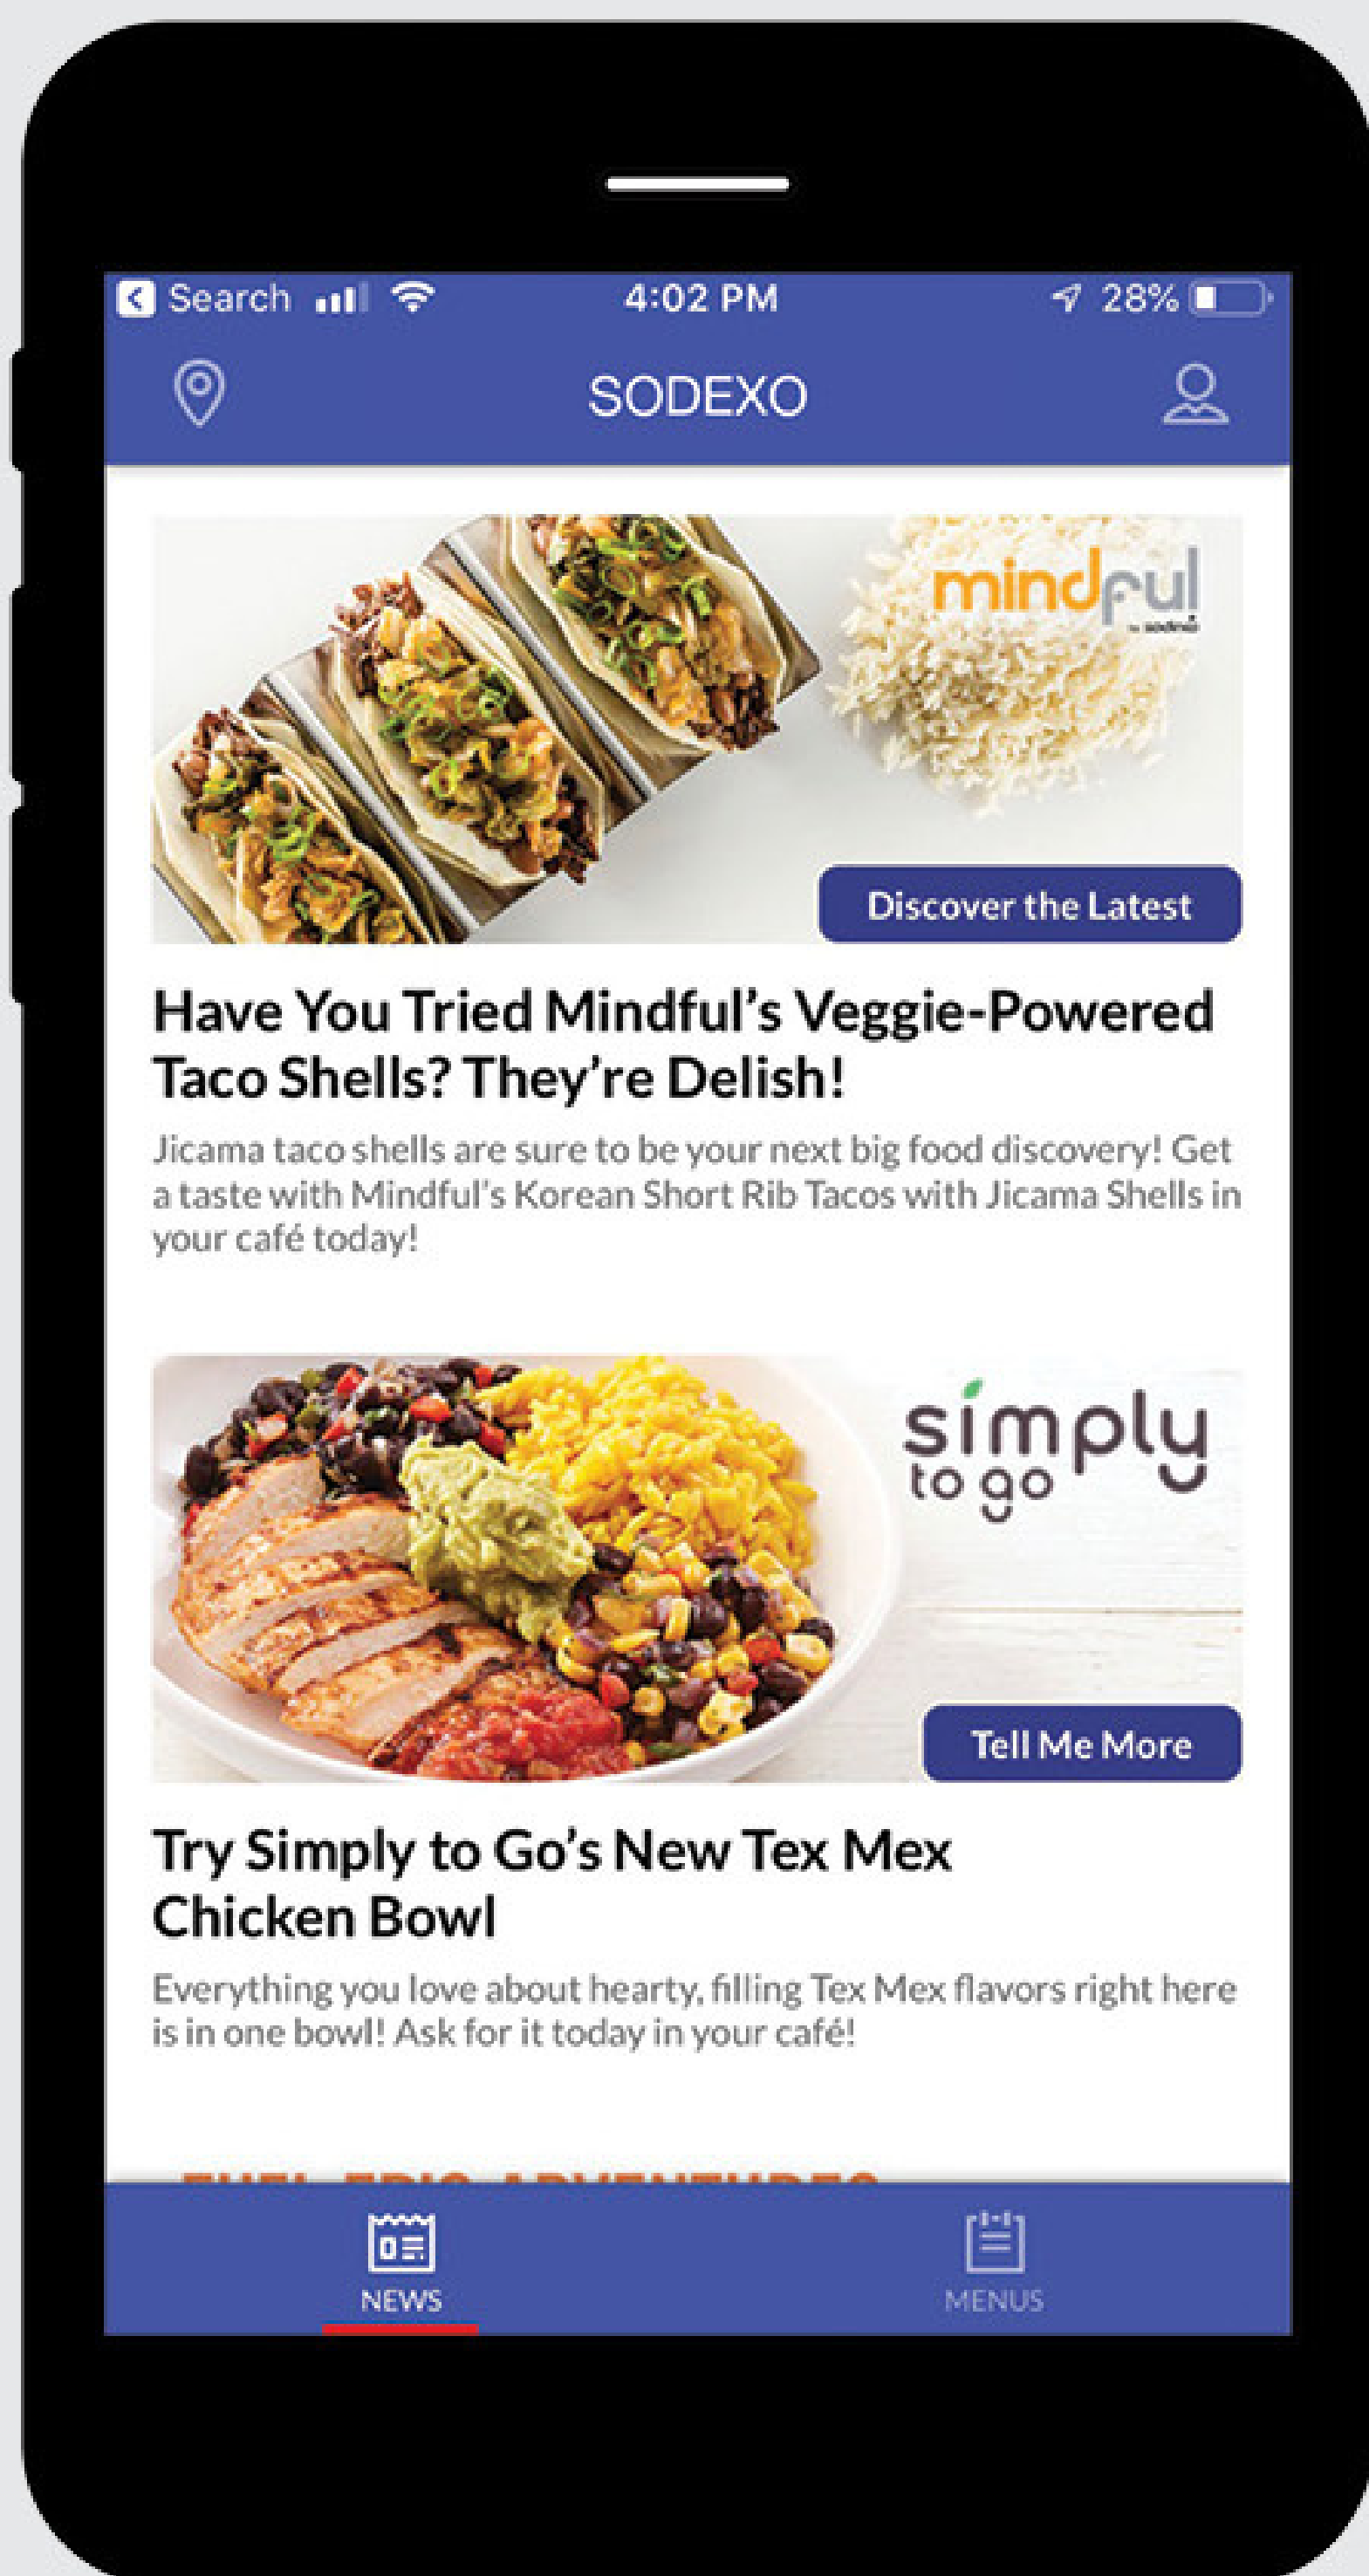 Search 4:02 PM 28%
SODEXO
mindful
by sodexo
Discover the Latest
Have You Tried Mindful’s Veggie-Powered
Taco Shells? They’re Delish!
Jicama taco shells are sure to be your next big food discovery! Get
a taste with Mindful’s Korean Short Rib Tacos with Jicama Shells in
your café today!
simply
to go
Tell Me More
Try Simply to Go’s New Tex Mex
Chicken Bowl
Everything you love about hearty, filling Tex Mex flavors right here
is in one bowl! Ask for it today in your café!
NEWS MENUS